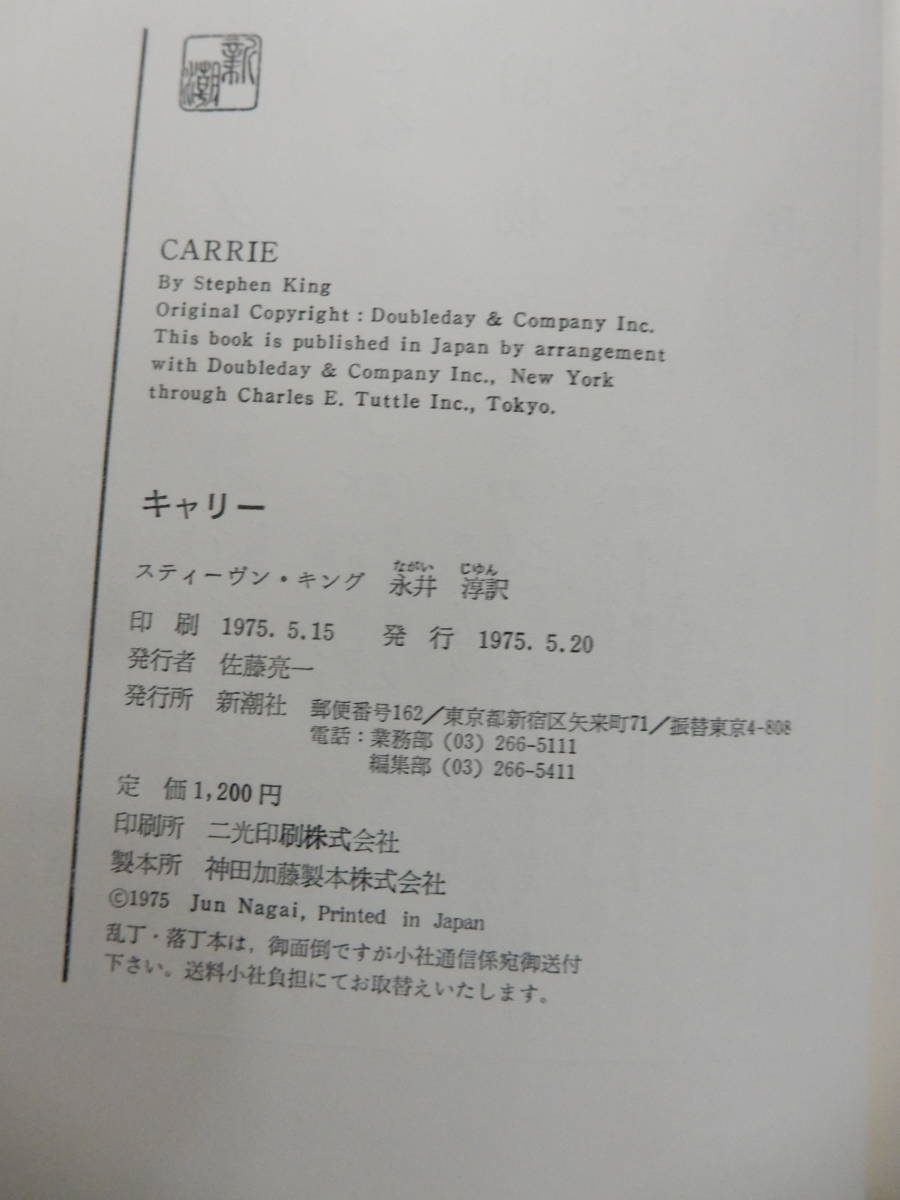 新潮
CARRIE
By Stephen King
Original Copyright : Doubleday & Company Inc.
This book is published in Japan by arrangement
with Doubleday & Company Inc., New York
through Charles E. Tuttle Inc., Tokyo.
キャリー
ながい じゅん
スティーヴン・キング 永井 淳訳
印刷 1975. 5.15 発行 1975. 5.20
発行者 佐藤亮一
発行所 新潮社 郵便番号162/東京都新宿区矢来町71/振替東京4-808
電話：業務部 (03) 266-5111
編集部 (03) 266-5411
定価1,200円
印刷所 二光印刷株式会社
製本所 神田加藤製本株式会社
©1975 Jun Nagai, Printed in Japan
乱丁・落丁本は，御面倒ですが小社通信係宛御送付
下さい。送料小社負担にてお取替えいたします。